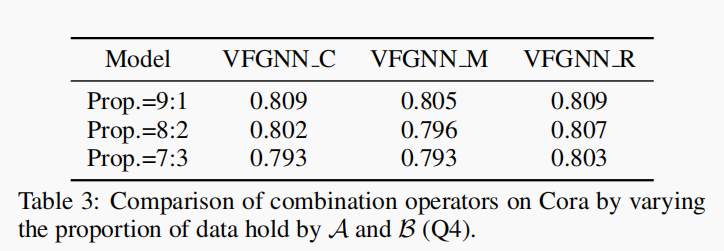 Model VFGNN_C VFGNN_M VFGNN_R
Prop.=9:1 0.809 0.805 0.809
Prop.=8:2 0.802 0.796 0.807
Prop.=7:3 0.793 0.793 0.803
Table 3: Comparison of combination operators on Cora by varying
the proportion of data hold by 𝒜 and ℬ (Q4).